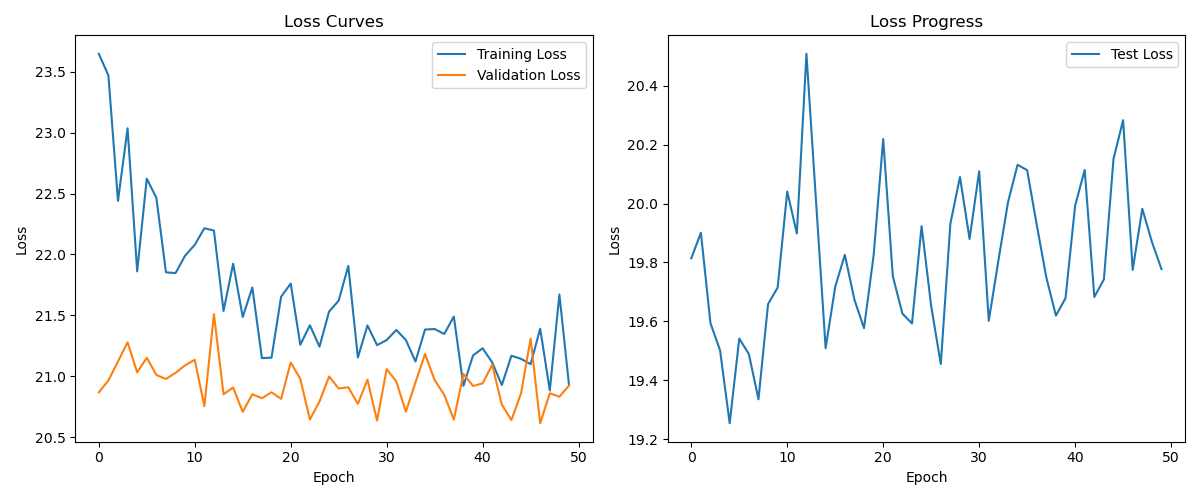 Loss Curves
Training Loss
Validation Loss
23.5
23.0
22.5
22.0
21.5
21.0
20.5
Loss
0
10
20
30
40
50
Epoch
Loss Progress
Test Loss
20.4
20.2
20.0
19.8
19.6
19.4
19.2
Loss
0
10
20
30
40
50
Epoch